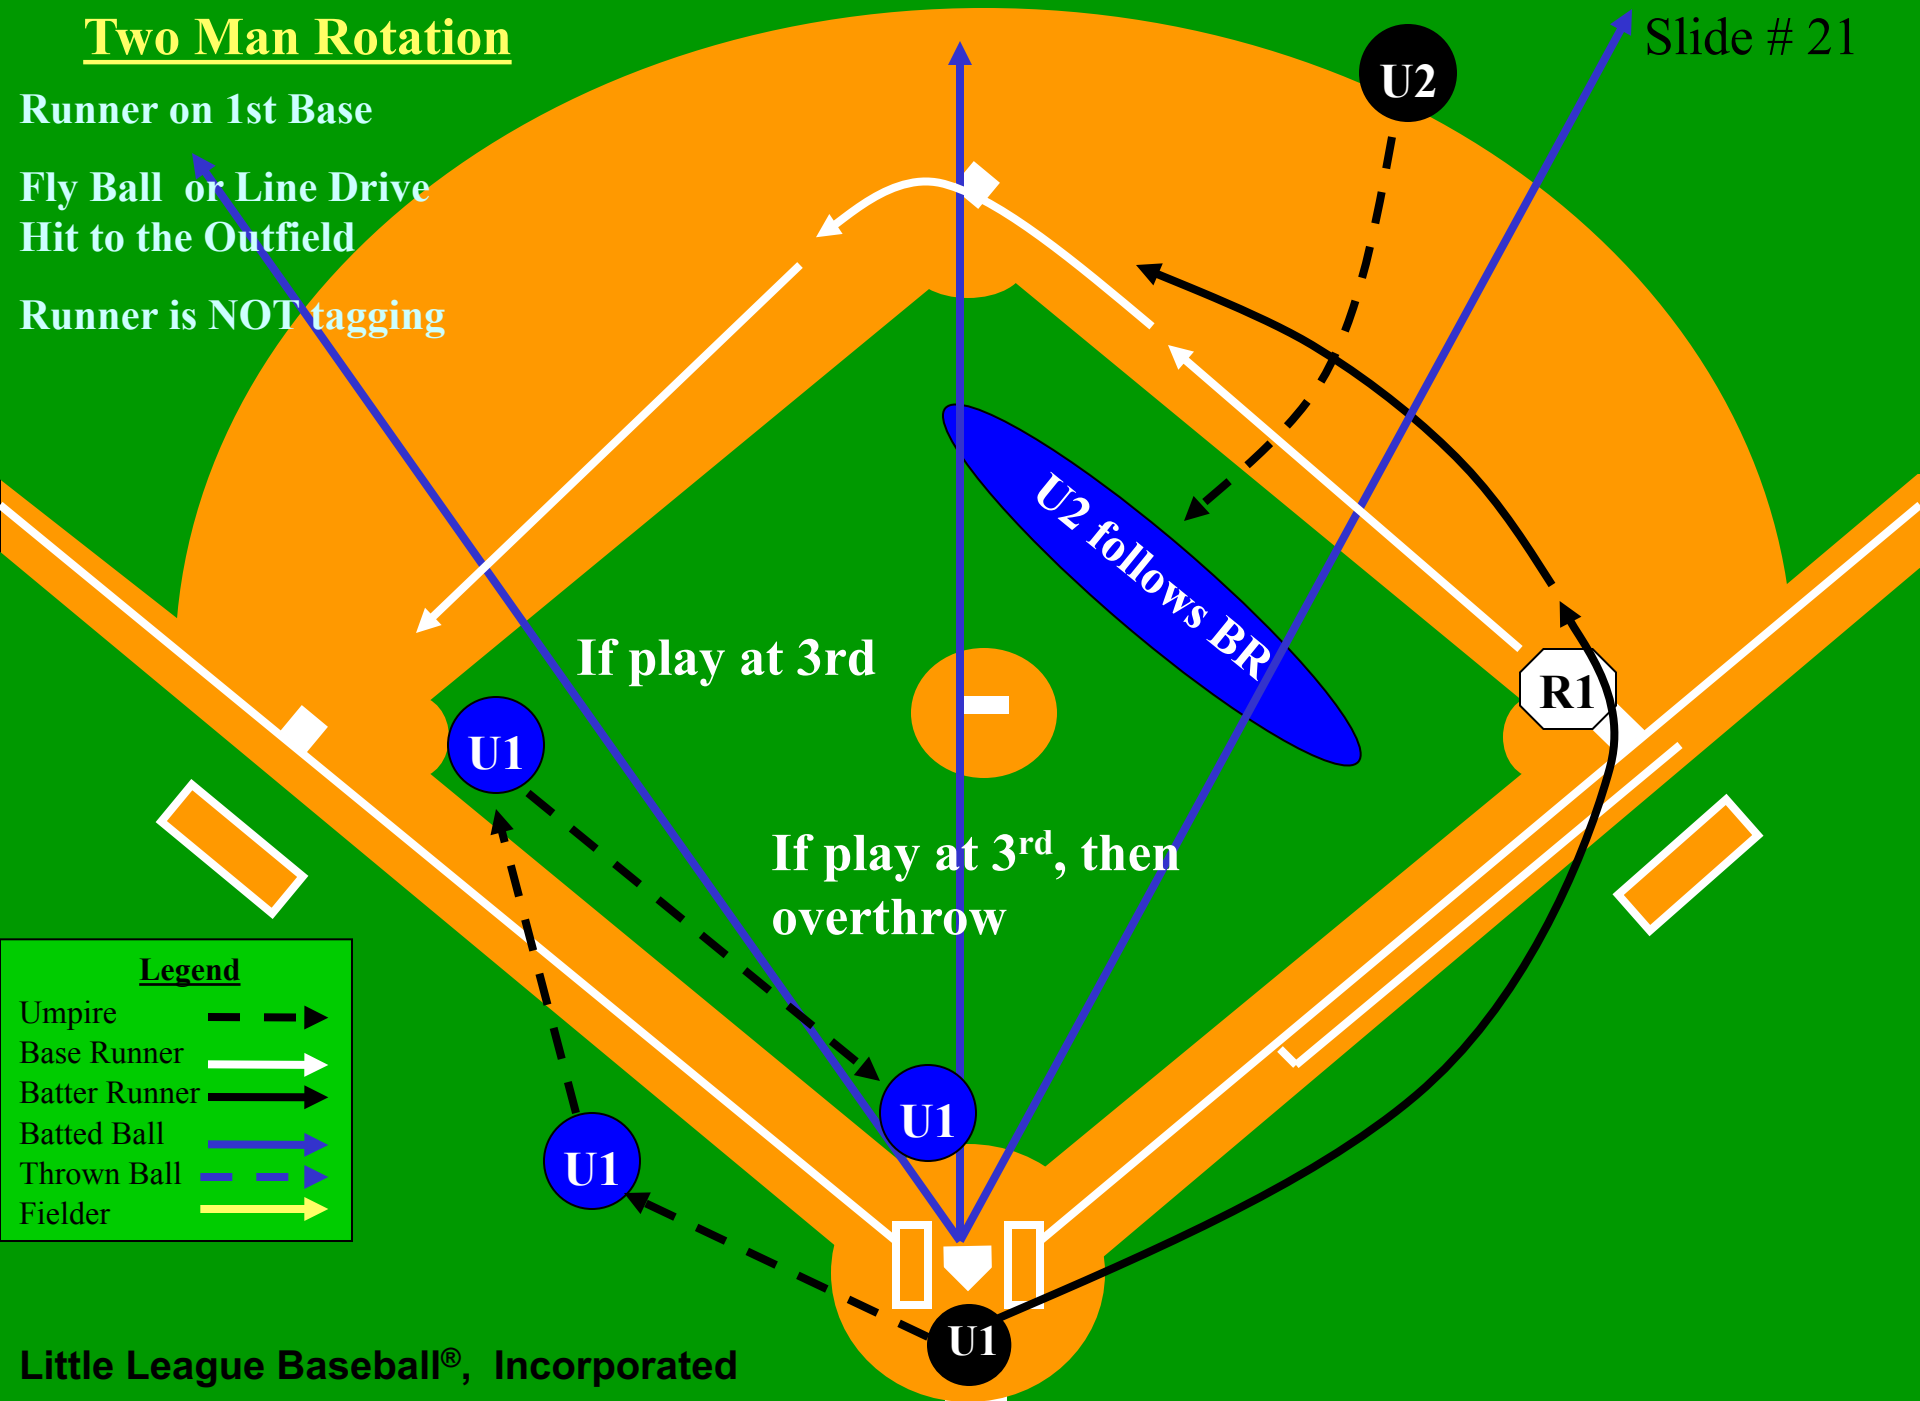 Two Man Rotation
Slide # 21
U2
Runner on 1st Base
Fly Ball or Line Drive
Hit to the Outfield
Runner is NOT tagging
U2 follows BR
If play at 3rd
R1
U1
If play at 3rd, then
overthrow
Legend
Umpire
Base Runner
Batter Runner
Batted Ball
Thrown Ball
Fielder
U1
U1
U1
Little League Baseball®, Incorporated